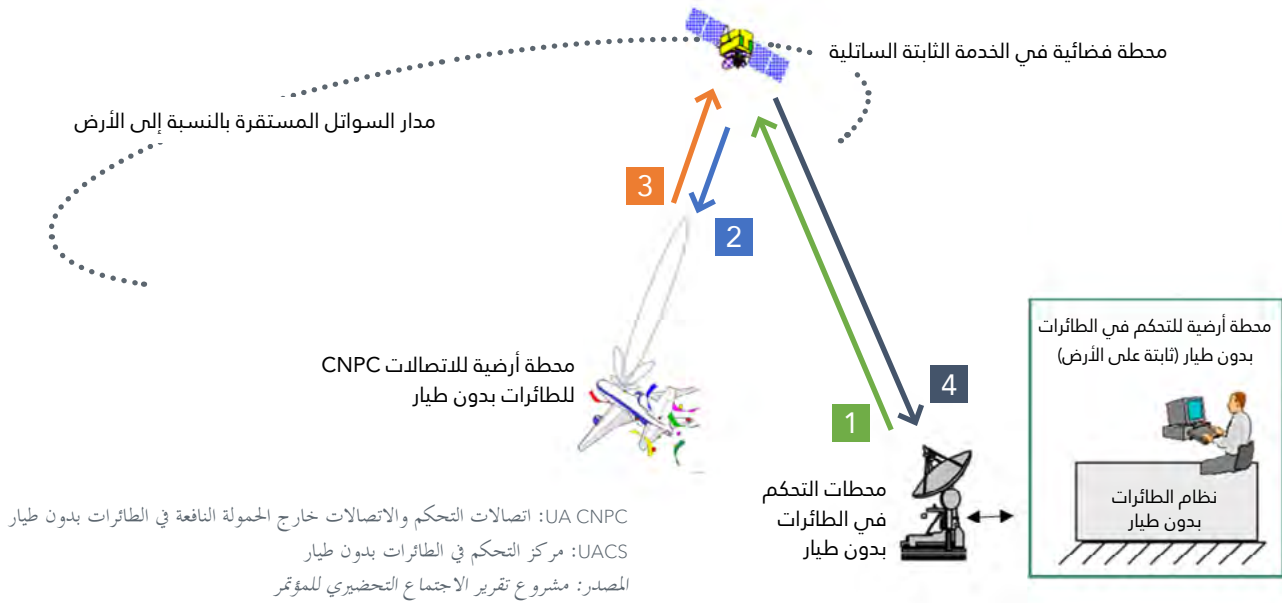 محطة فضائية في الخدمة الثابتة الساتلية
مدار السواتل المستقرة بالنسبة إلى الأرض
3
2
محطة أرضية للتحكم في الطائرات
بدون طيار (ثابتة على الأرض)
محطة أرضية للاتصالات CNPC
للطائرات بدون طيار
4
1
محطات التحكم
في الطائرات
بدون طيار
نظام الطائرات
بدون طيار
UA CNPC: اتصالات التحكم والاتصالات خارج الحمولة النافعة في الطائرات بدون طيار
UACS: مركز التحكم في الطائرات بدون طيار
المصدر: مشروع تقرير الاجتماع التحضيري للمؤتمر